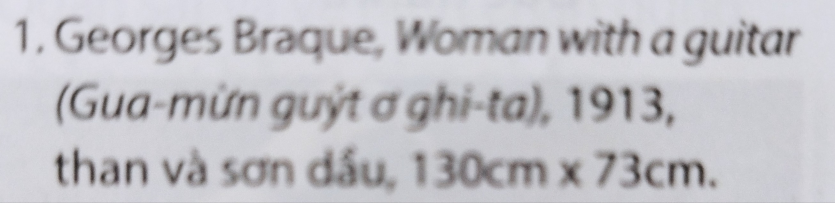 1. Georges Braque, Woman with a guitar
(Gua-mừn guýt ơ ghi-ta), 1913,
than và sơn dầu, 130cm x 73cm.